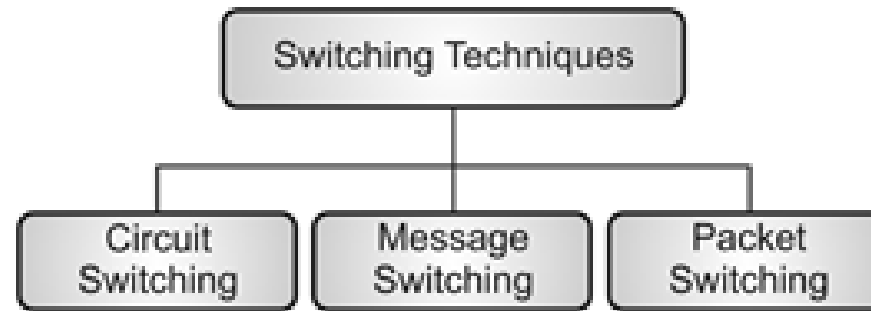 Switching Techniques
Circuit
Switching
Message
Switching
Packet
Switching